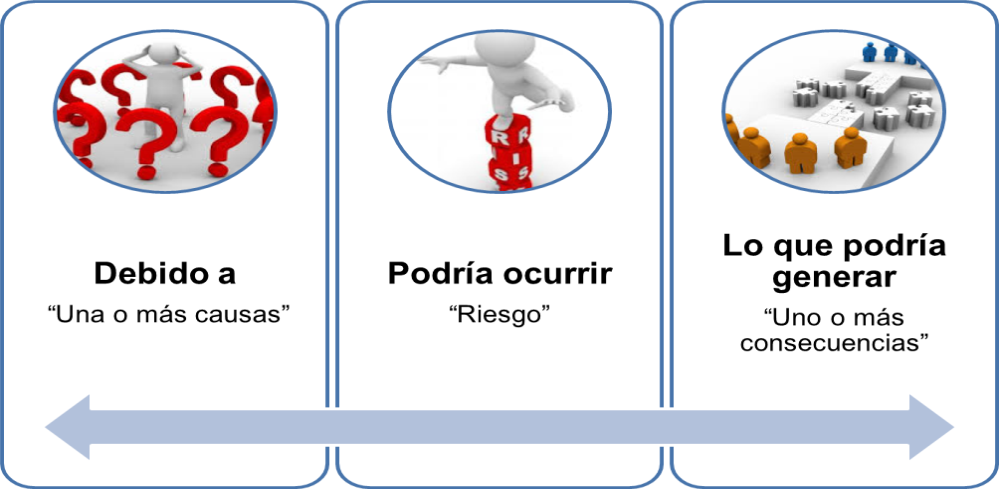 R R
I I
S S
Debido a
“Una o más causas”
Podría ocurrir
“Riesgo”
Lo que podría
generar
“Uno o más
consecuencias”